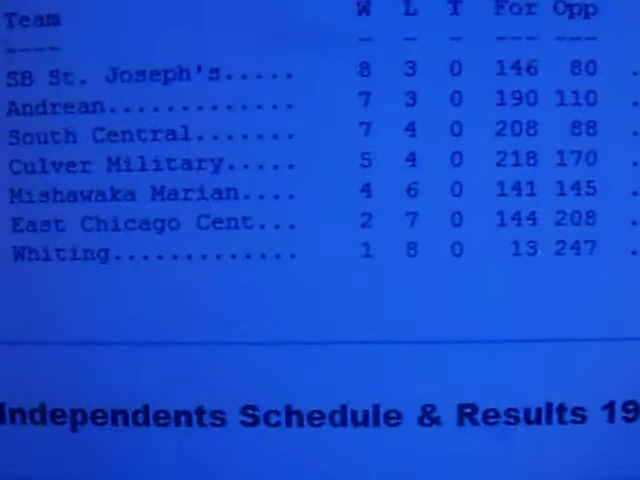 Team W L T For Opp
---- - - - --- ---
SB St. Joseph's..... 8 3 0 146 80 .
Andrean............. 7 3 0 190 110 .
South Central....... 7 4 0 208 88 .
Culver Military..... 5 4 0 218 170 .
Mishawaka Marian.... 4 6 0 141 145 .
East Chicago Cent... 2 7 0 144 208 .
Whiting............. 1 8 0 13 247 .
Independents Schedule & Results 19